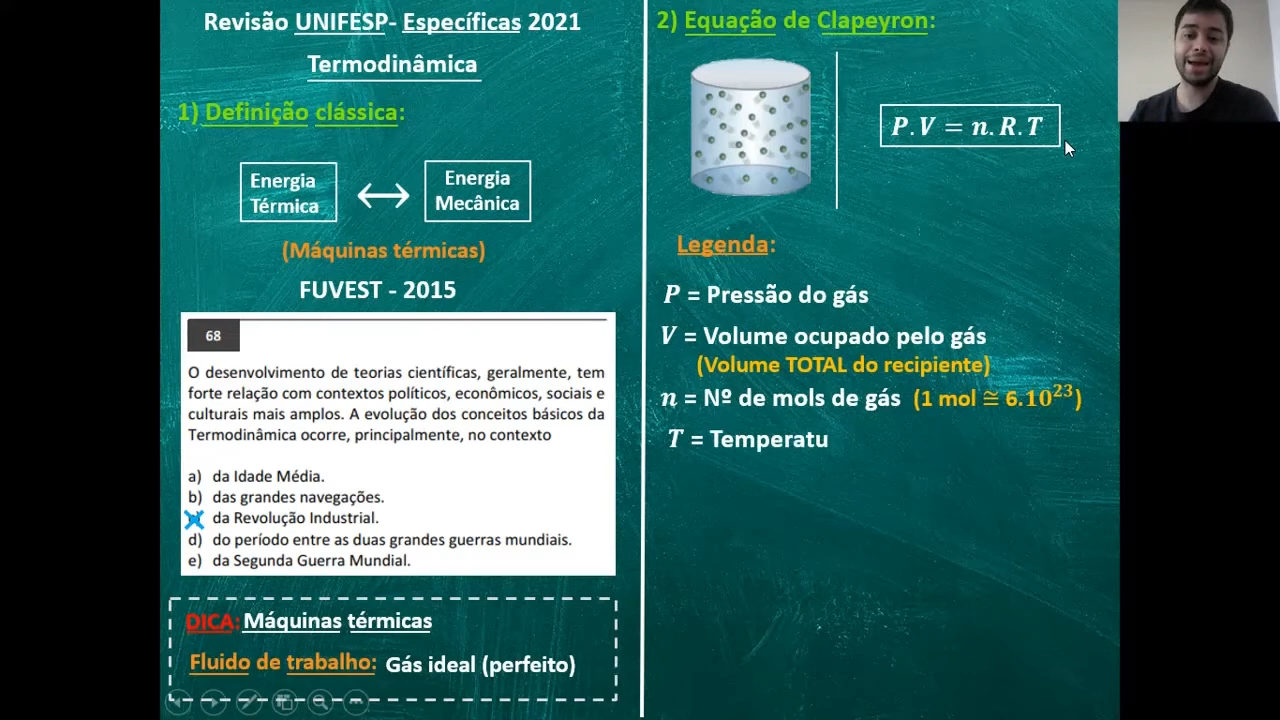 Revisão UNIFESP- Específicas 2021
Termodinâmica
1) Definição clássica:
Energia
Térmica
Energia
Mecânica
(Máquinas térmicas)
FUVEST - 2015
68
O desenvolvimento de teorias científicas, geralmente, tem
forte relação com contextos políticos, econômicos, sociais e
culturais mais amplos. A evolução dos conceitos básicos da
Termodinâmica ocorre, principalmente, no contexto
a) da Idade Média.
b) das grandes navegações.
da Revolução Industrial.
d) do período entre as duas grandes guerras mundiais.
e) da Segunda Guerra Mundial.
DICA: Máquinas térmicas
Fluido de trabalho: Gás ideal (perfeito)
2) Equação de Clapeyron:
P.V = n.R.T
Legenda:
P = Pressão do gás
V = Volume ocupado pelo gás
(Volume TOTAL do recipiente)
n = Nº de mols de gás (1 mol ≅ 6.10²³)
T = Temperatu